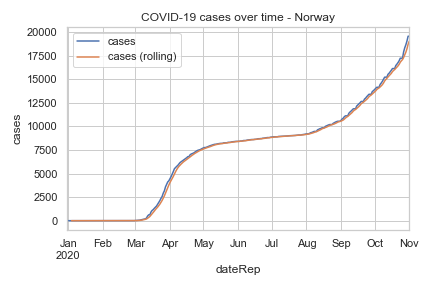 COVID-19 cases over time - Norway
cases
cases (rolling)
20000
17500
15000
12500
10000
7500
5000
2500
0
cases
Jan Feb Mar Apr May Jun Jul Aug Sep Oct Nov
2020
dateRep